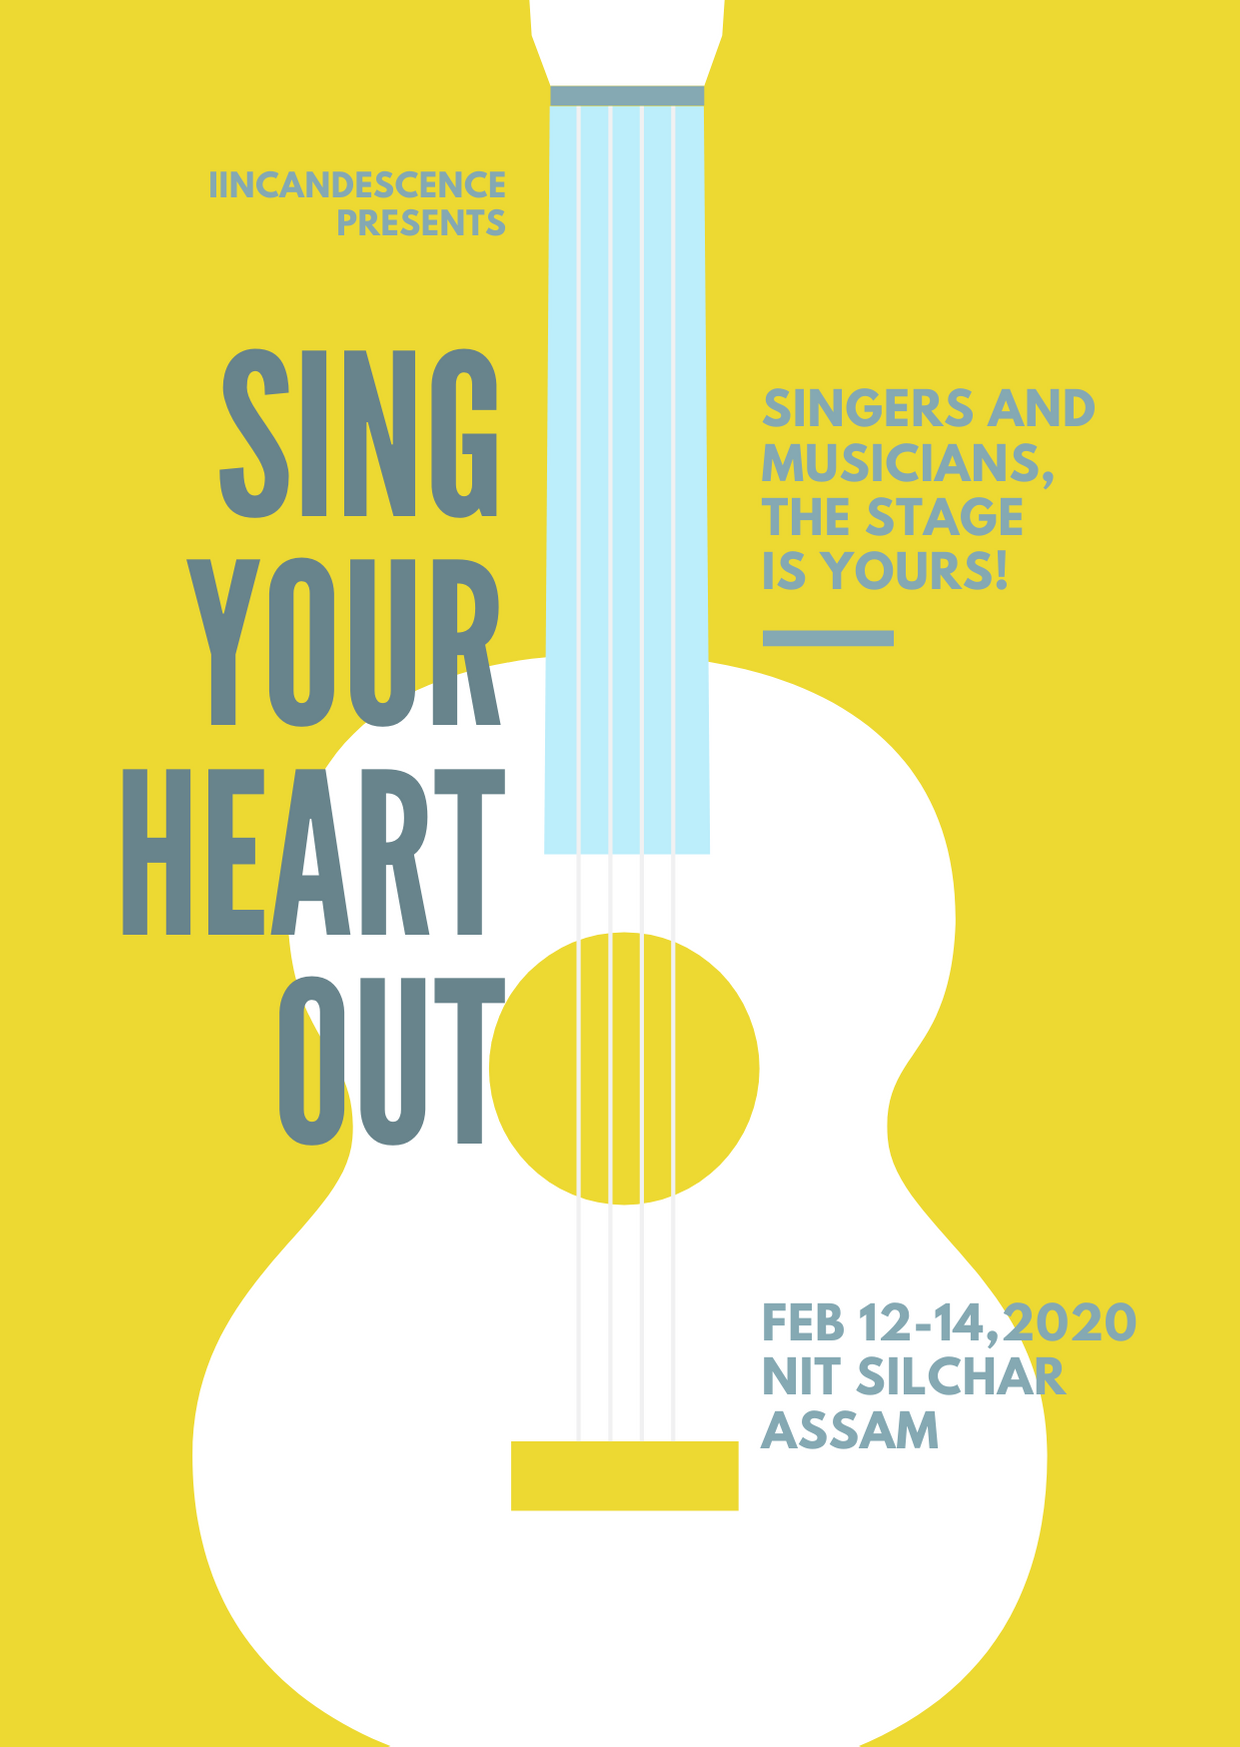 IINCANDESCENCE
PRESENTS
SING
YOUR
HEART
OUT
SINGERS AND
MUSICIANS,
THE STAGE
IS YOURS!
FEB 12-14,2020
NIT SILCHAR
ASSAM